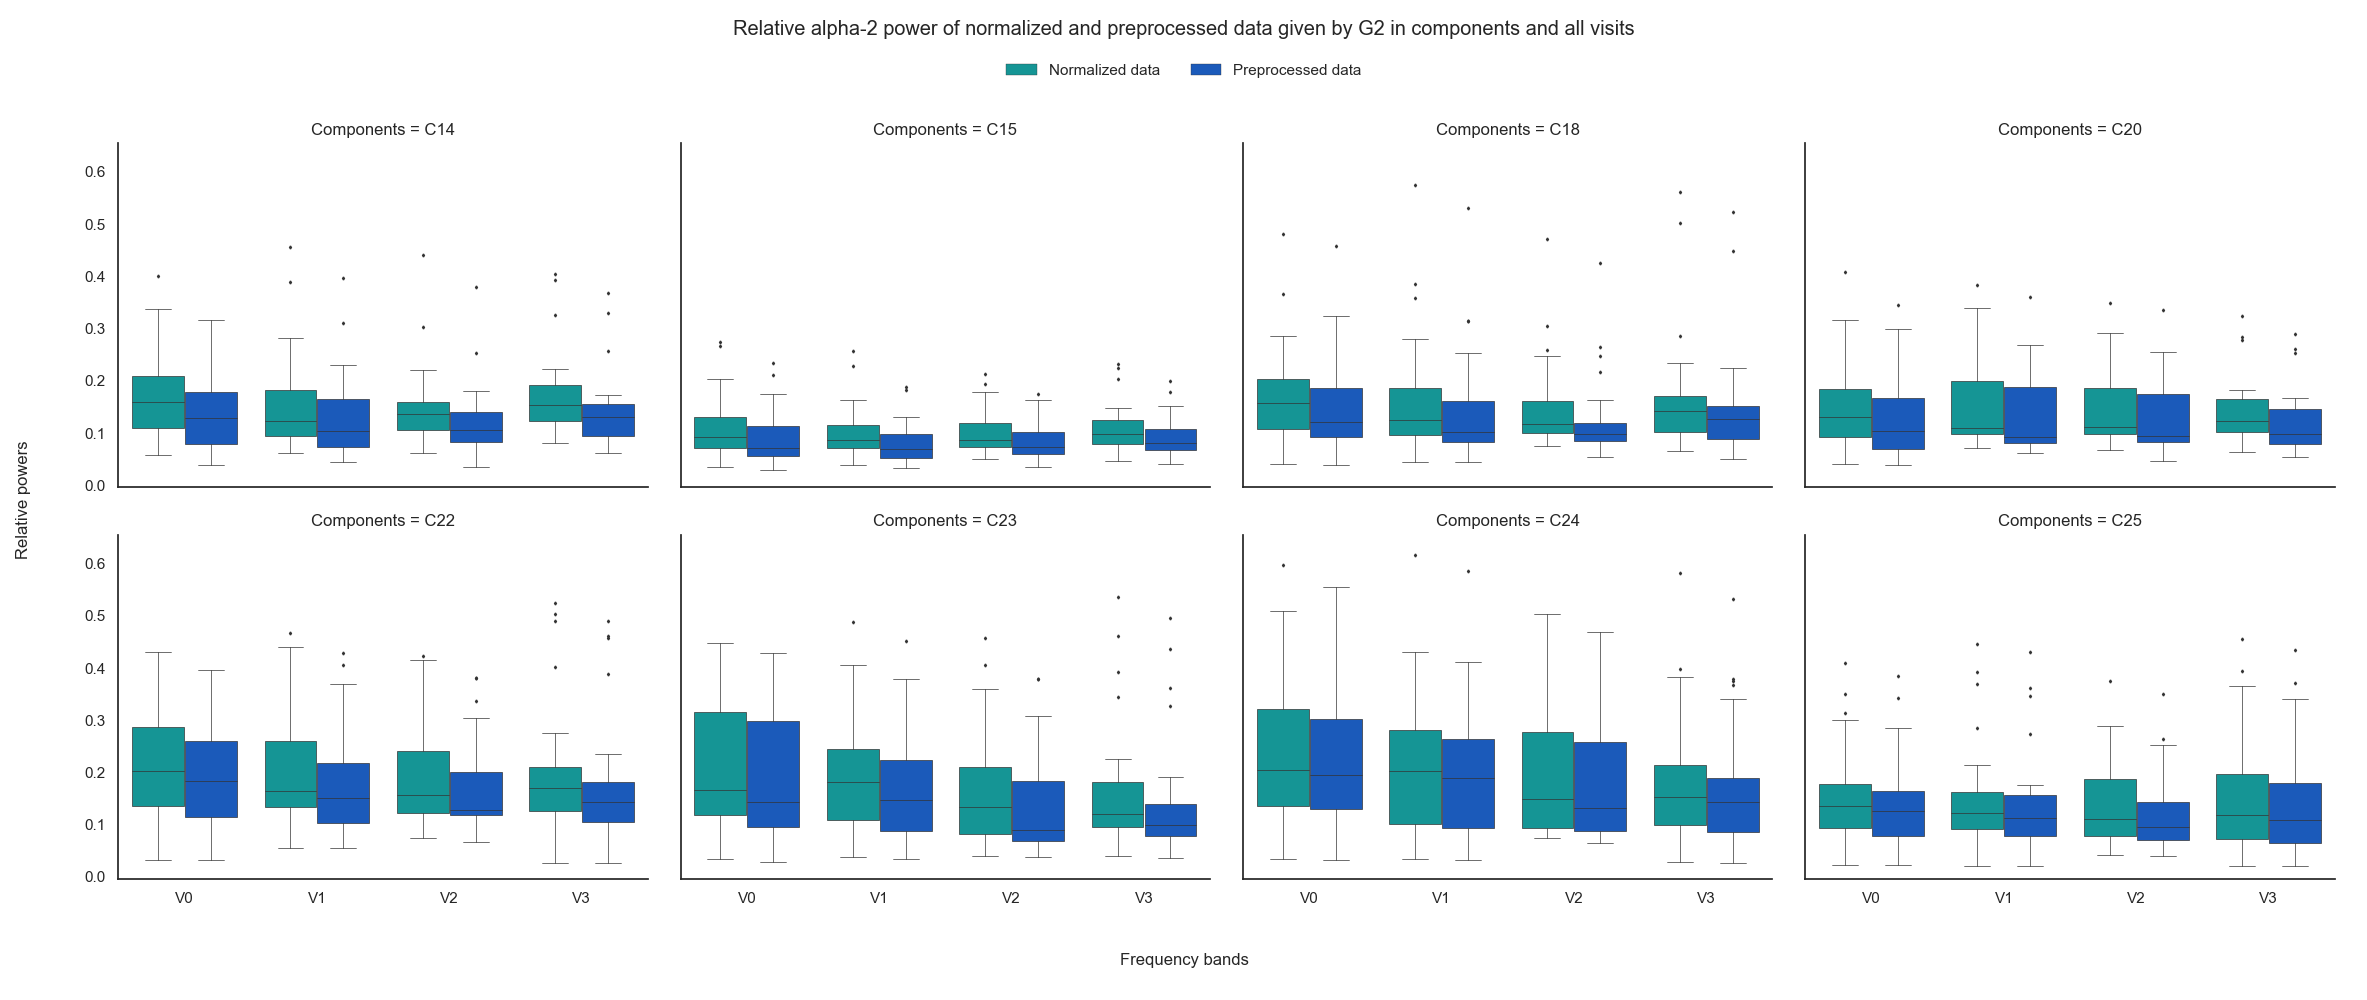 Relative alpha-2 power of normalized and preprocessed data given by G2 in components and all visits
Normalized data Preprocessed data
Components = C14 Components = C15 Components = C18 Components = C20
0.6
0.5
0.4
0.3
0.2
0.1
0.0
Relative powers
Components = C22 Components = C23 Components = C24 Components = C25
0.6
0.5
0.4
0.3
0.2
0.1
0.0
V0 V1 V2 V3 V0 V1 V2 V3 V0 V1 V2 V3 V0 V1 V2 V3
Frequency bands